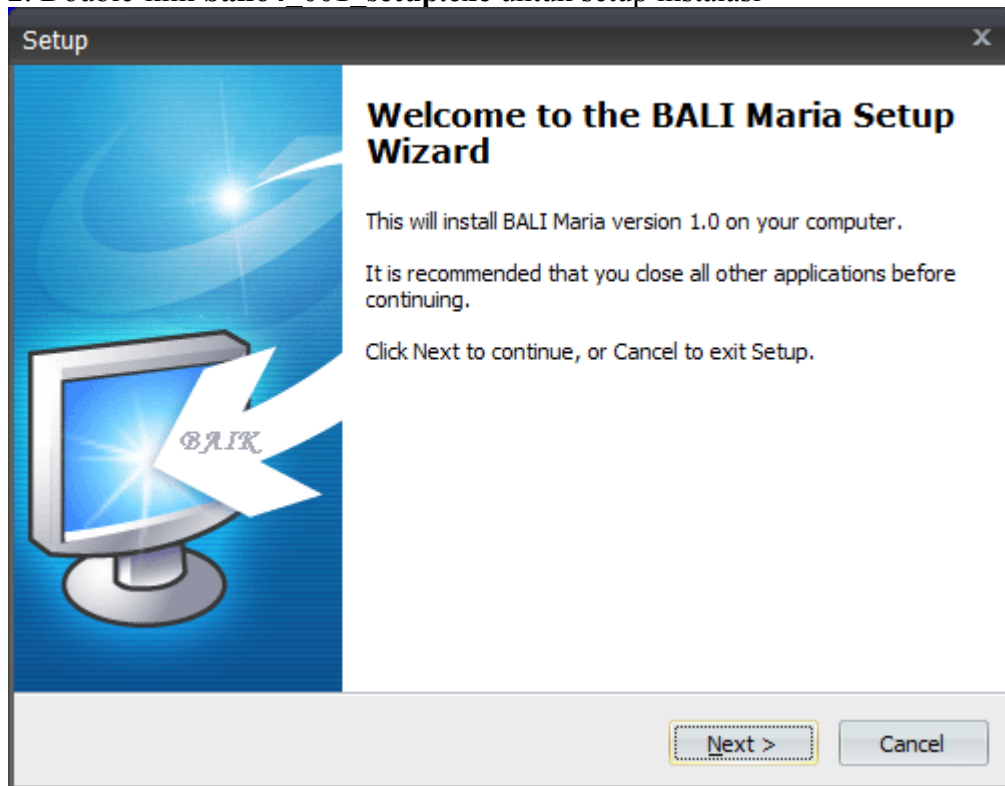 Setup x
Welcome to the BALI Maria Setup
Wizard
This will install BALI Maria version 1.0 on your computer.
It is recommended that you close all other applications before
continuing.
Click Next to continue, or Cancel to exit Setup.
BAIK
Next >
Cancel